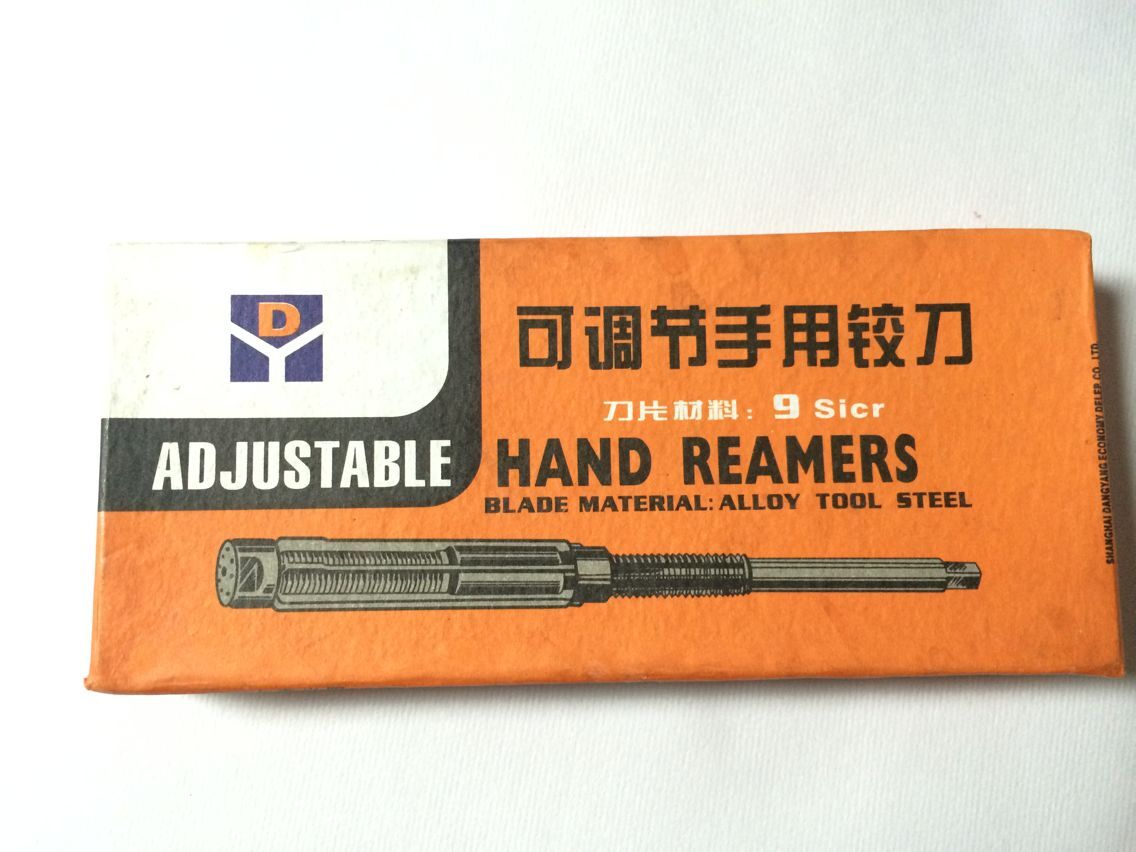 D
Y
可调节手用铰刀
刀片材料：9 Sicr
ADJUSTABLE HAND REAMERS
BLADE MATERIAL: ALLOY TOOL STEEL
SHANGHAI DANGYANG ECONOMY DELEP CO., LTD